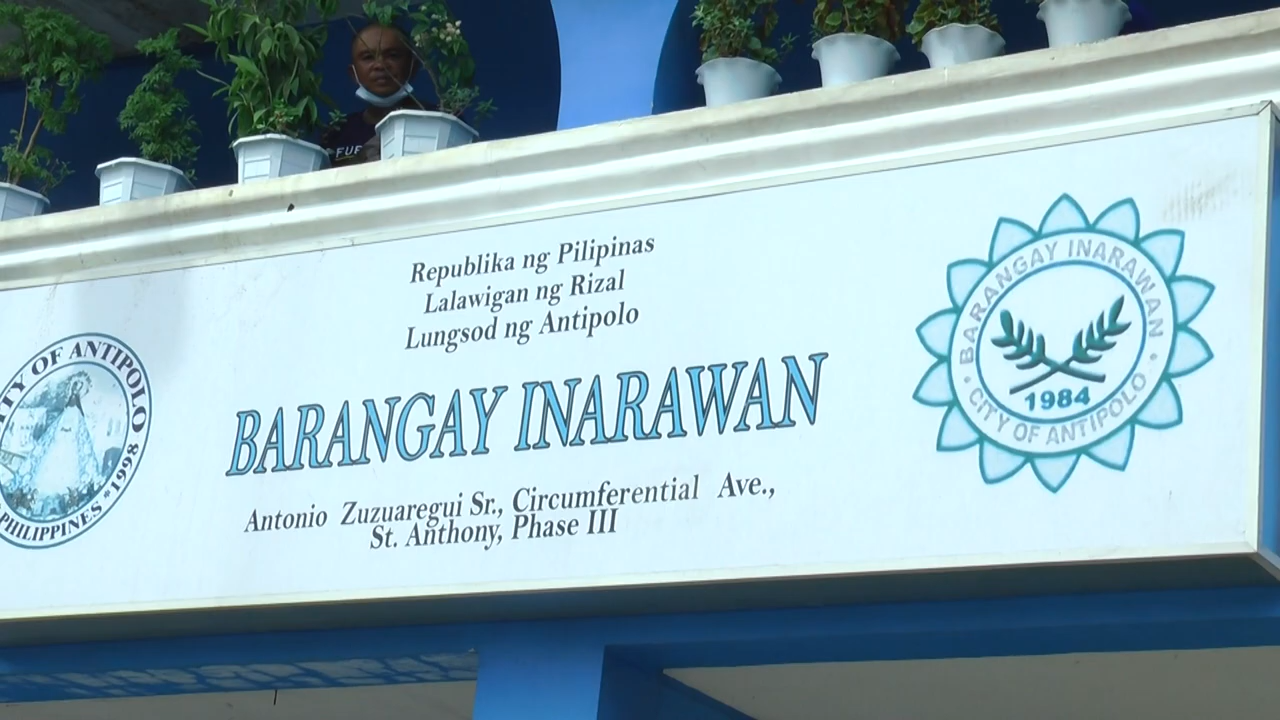 FUE
Republika ng Pilipinas
Lalawigan ng Rizal
Lungsod ng Antipolo
BARANGAY INARAWAN
Antonio Zuzuaregui Sr., Circumferential Ave.,
St. Anthony, Phase III
CITY OF ANTIPOLO
PHILIPPINES * 1998
BARANGAY INARAWAN
1984
• CITY OF ANTIPOLO •